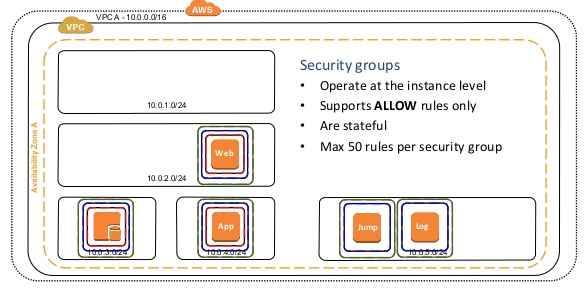 AWS
VPC A - 10.0.0.0/16
VPC
Availability Zone A
10.0.1.0/24
Security groups
• Operate at the instance level
• Supports ALLOW rules only
• Are stateful
• Max 50 rules per security group
Web
10.0.2.0/24
App
Jump
Log
10.0.3.0/24
10.0.4.0/24
10.0.5.0/24